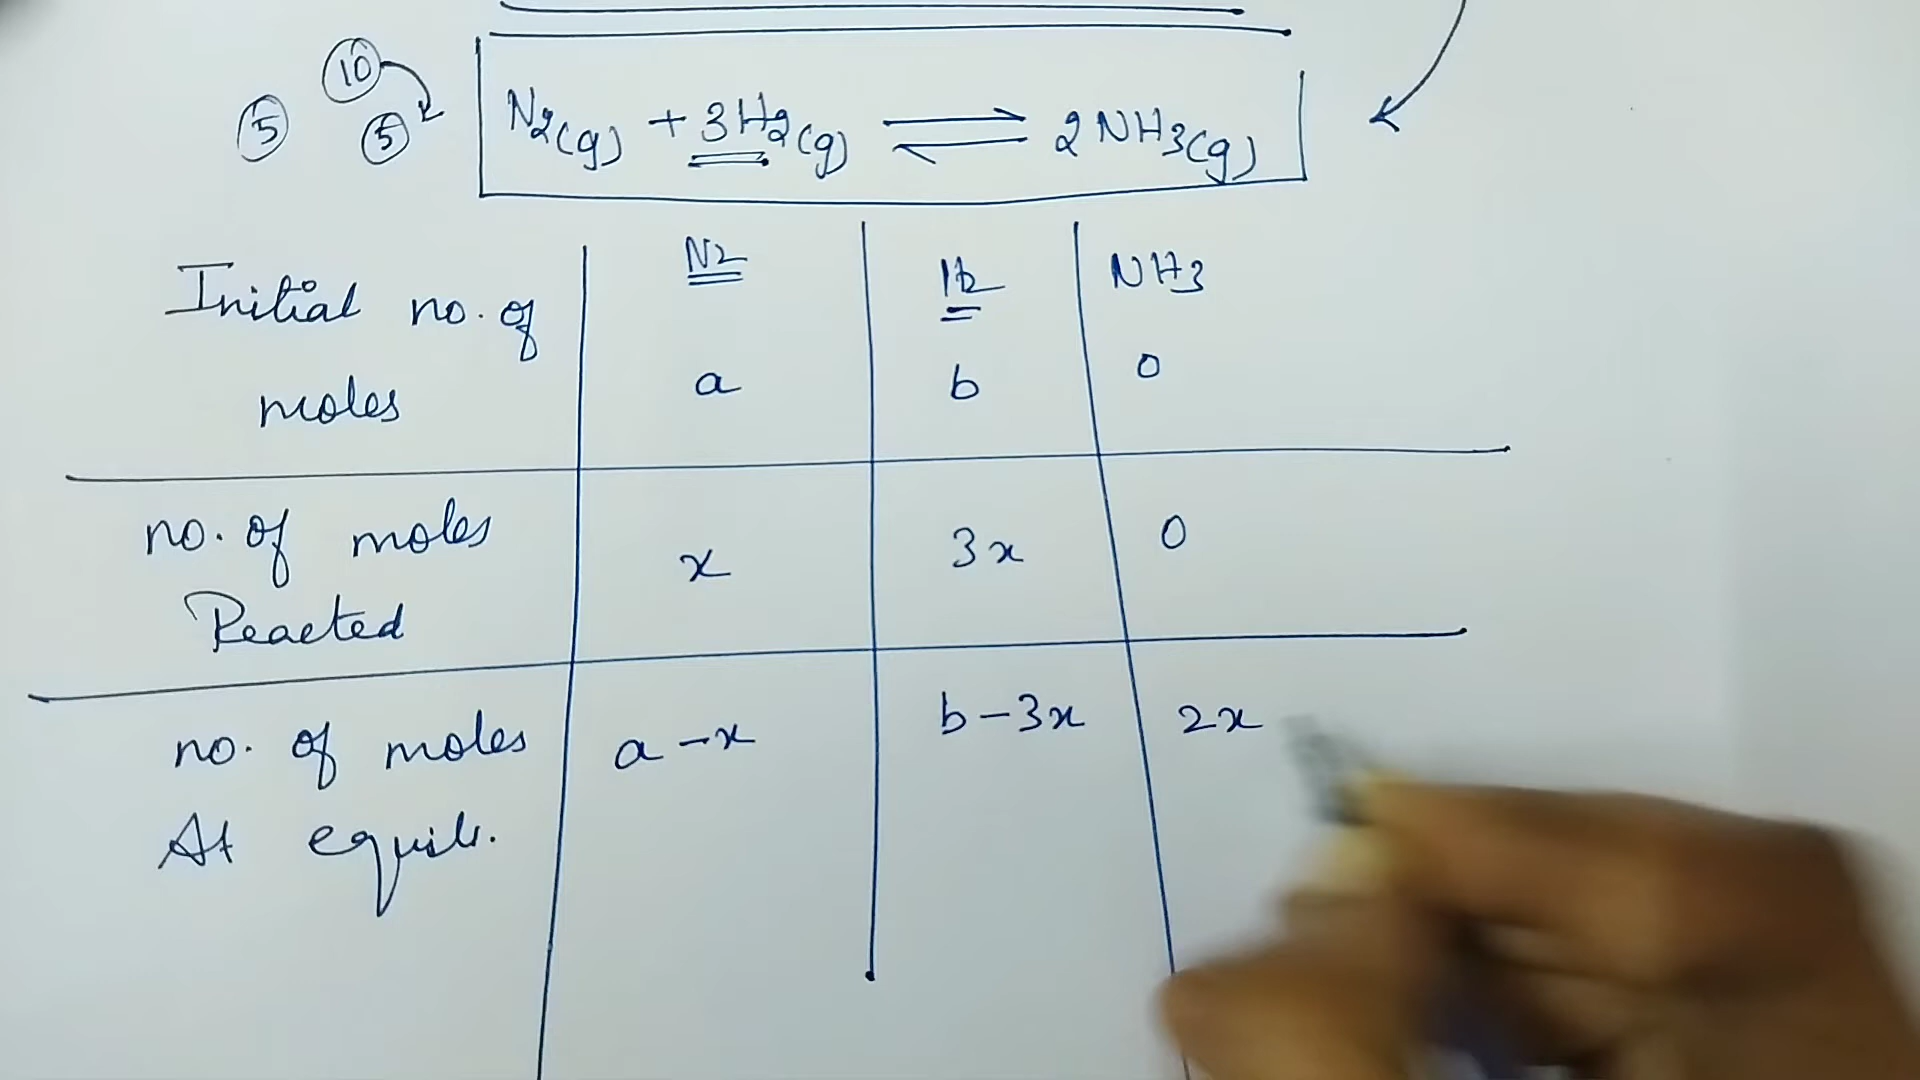 10
5 5
N2(g) + 3H2(g) ⇌ 2NH3(g)
N2 H2 NH3
Initial no. of
moles a b 0
no. of moles
Reacted x 3x 0
no. of moles a - x b - 3x 2x
At equilb.